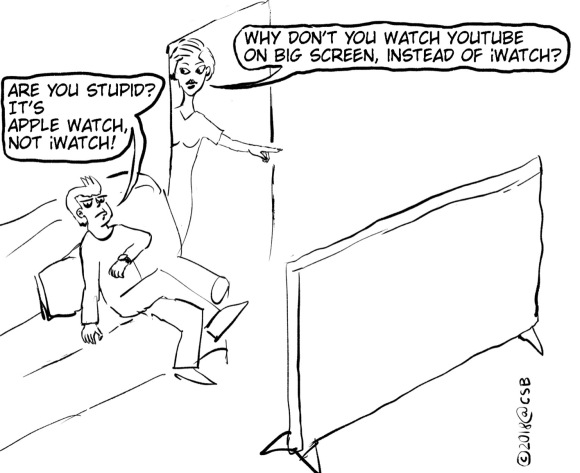 WHY DON'T YOU WATCH YOUTUBE
ON BIG SCREEN, INSTEAD OF iWATCH?
ARE YOU STUPID?
IT'S
APPLE WATCH,
NOT iWATCH!
©2018@CSB